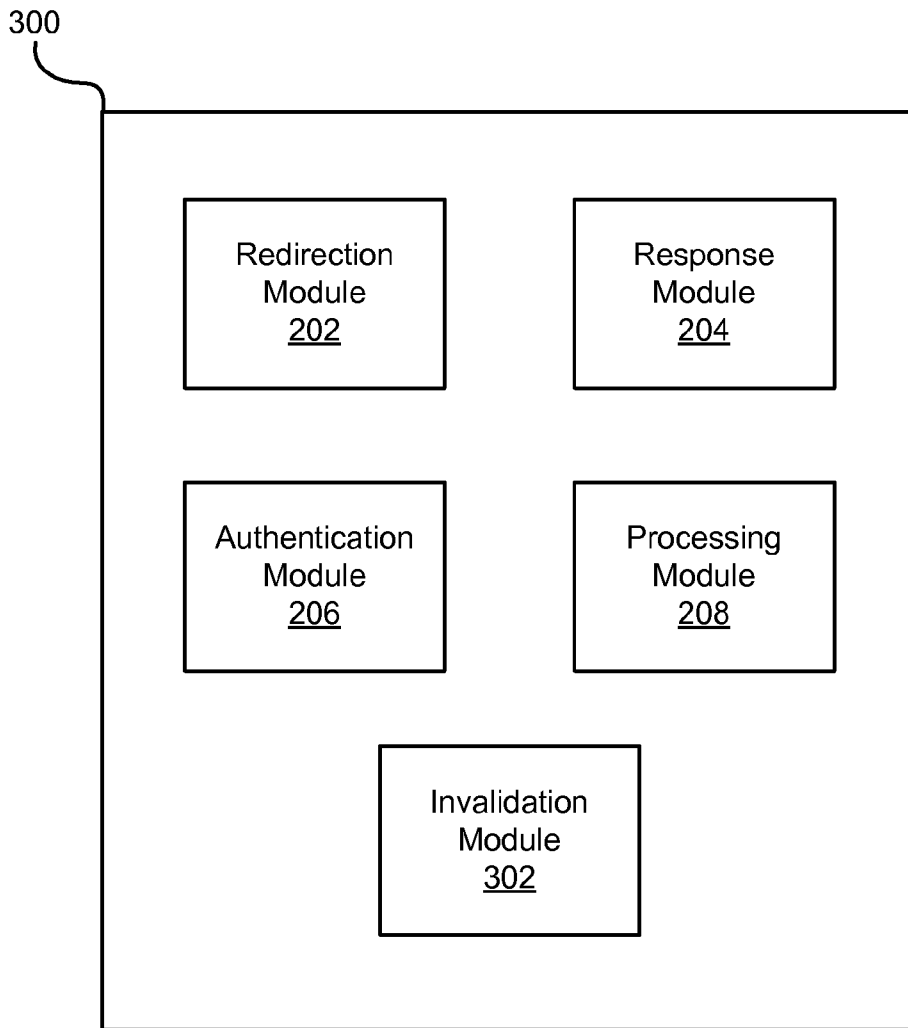 300
Redirection
Module
202
Response
Module
204
Authentication
Module
206
Processing
Module
208
Invalidation
Module
302